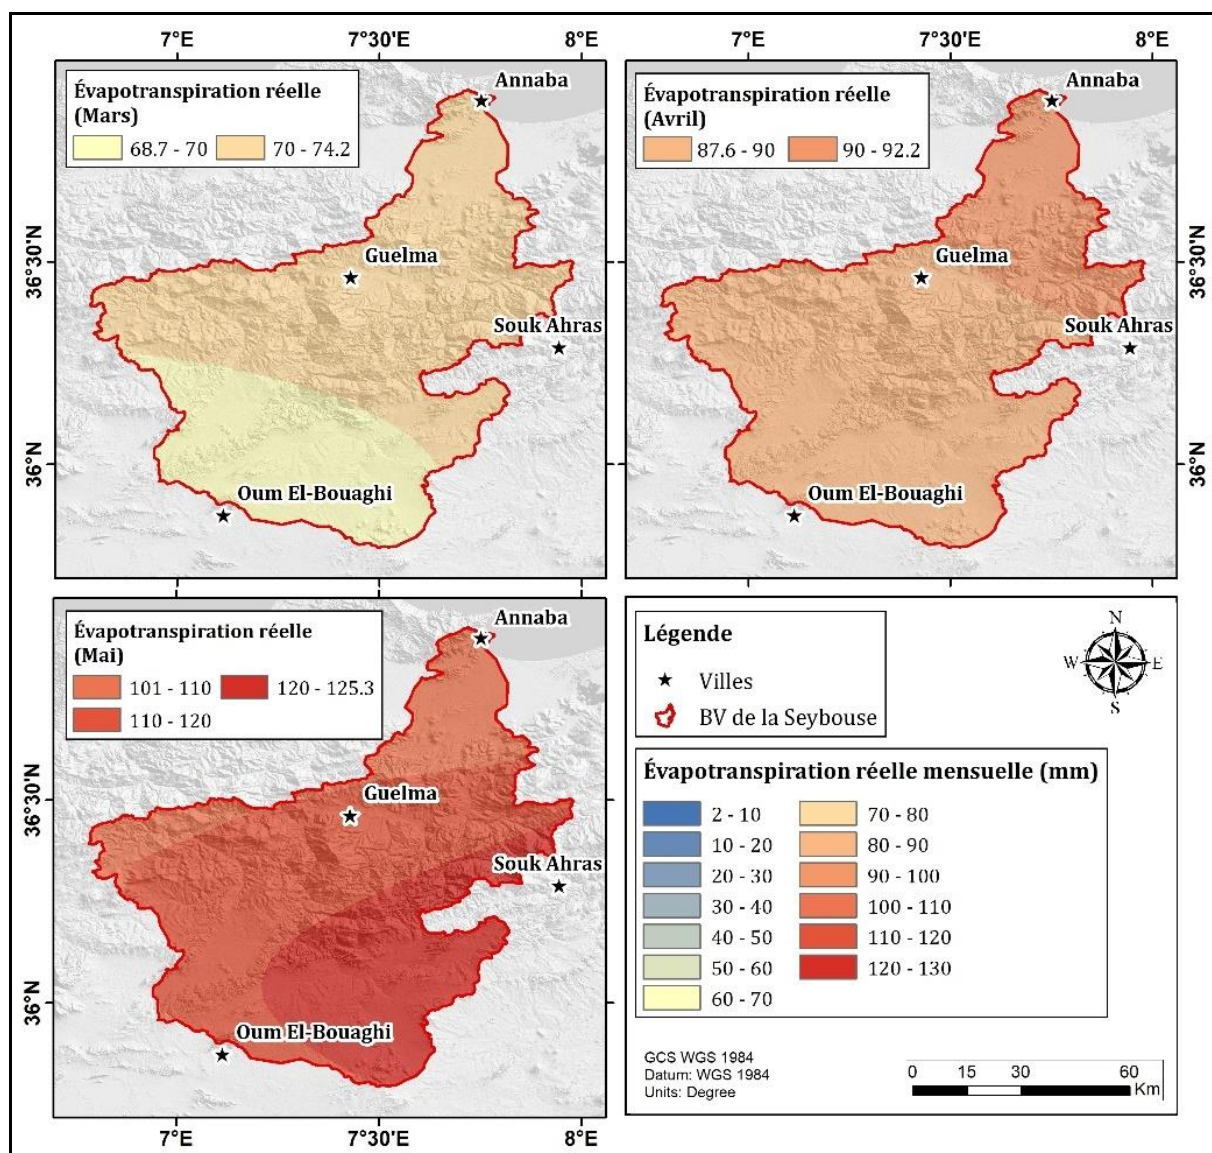 7°E 7°30'E 8°E
7°E 7°30'E 8°E
Évapotranspiration réelle
(Mars)
68.7 - 70 70 - 74.2
Annaba
36°30'N
Guelma
Souk Ahras
36°N
Oum El-Bouaghi
Évapotranspiration réelle
(Avril)
87.6 - 90 90 - 92.2
Annaba
36°30'N
Guelma
Souk Ahras
36°N
Oum El-Bouaghi
Évapotranspiration réelle
(Mai)
101 - 110 120 - 125.3
110 - 120
Annaba
36°30'N
Guelma
Souk Ahras
36°N
Oum El-Bouaghi
7°E 7°30'E 8°E
Légende
Villes
BV de la Seybouse
N
W E
S
Évapotranspiration réelle mensuelle (mm)
2 - 10
10 - 20
20 - 30
30 - 40
40 - 50
50 - 60
60 - 70
70 - 80
80 - 90
90 - 100
100 - 110
110 - 120
120 - 130
GCS WGS 1984
Datum: WGS 1984
Units: Degree
0 15 30 60
Km